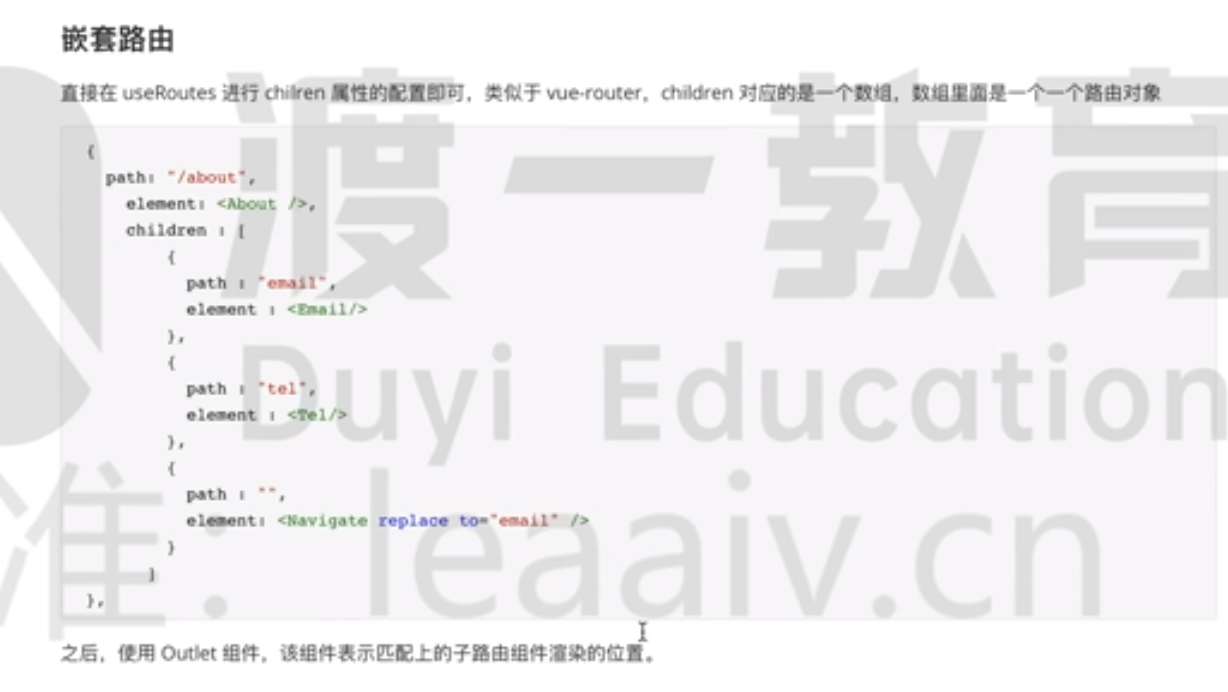 嵌套路由
直接在 useRoutes 进行 chilren 属性的配置即可，类似于 vue-router，children 对应的是一个数组，数组里面是一个一个路由对象
{
path: "/about",
element: <About />,
children : [
{
path : "email",
element : <Email/>
},
{
path : "tel",
element : <Tel/>
},
{
path : "",
element: <Navigate replace to="email" />
}
]
},
之后，使用 Outlet 组件，该组件表示匹配上的子路由组件渲染的位置。
渡一教育
Duyi Education
准：leaaiv.cn